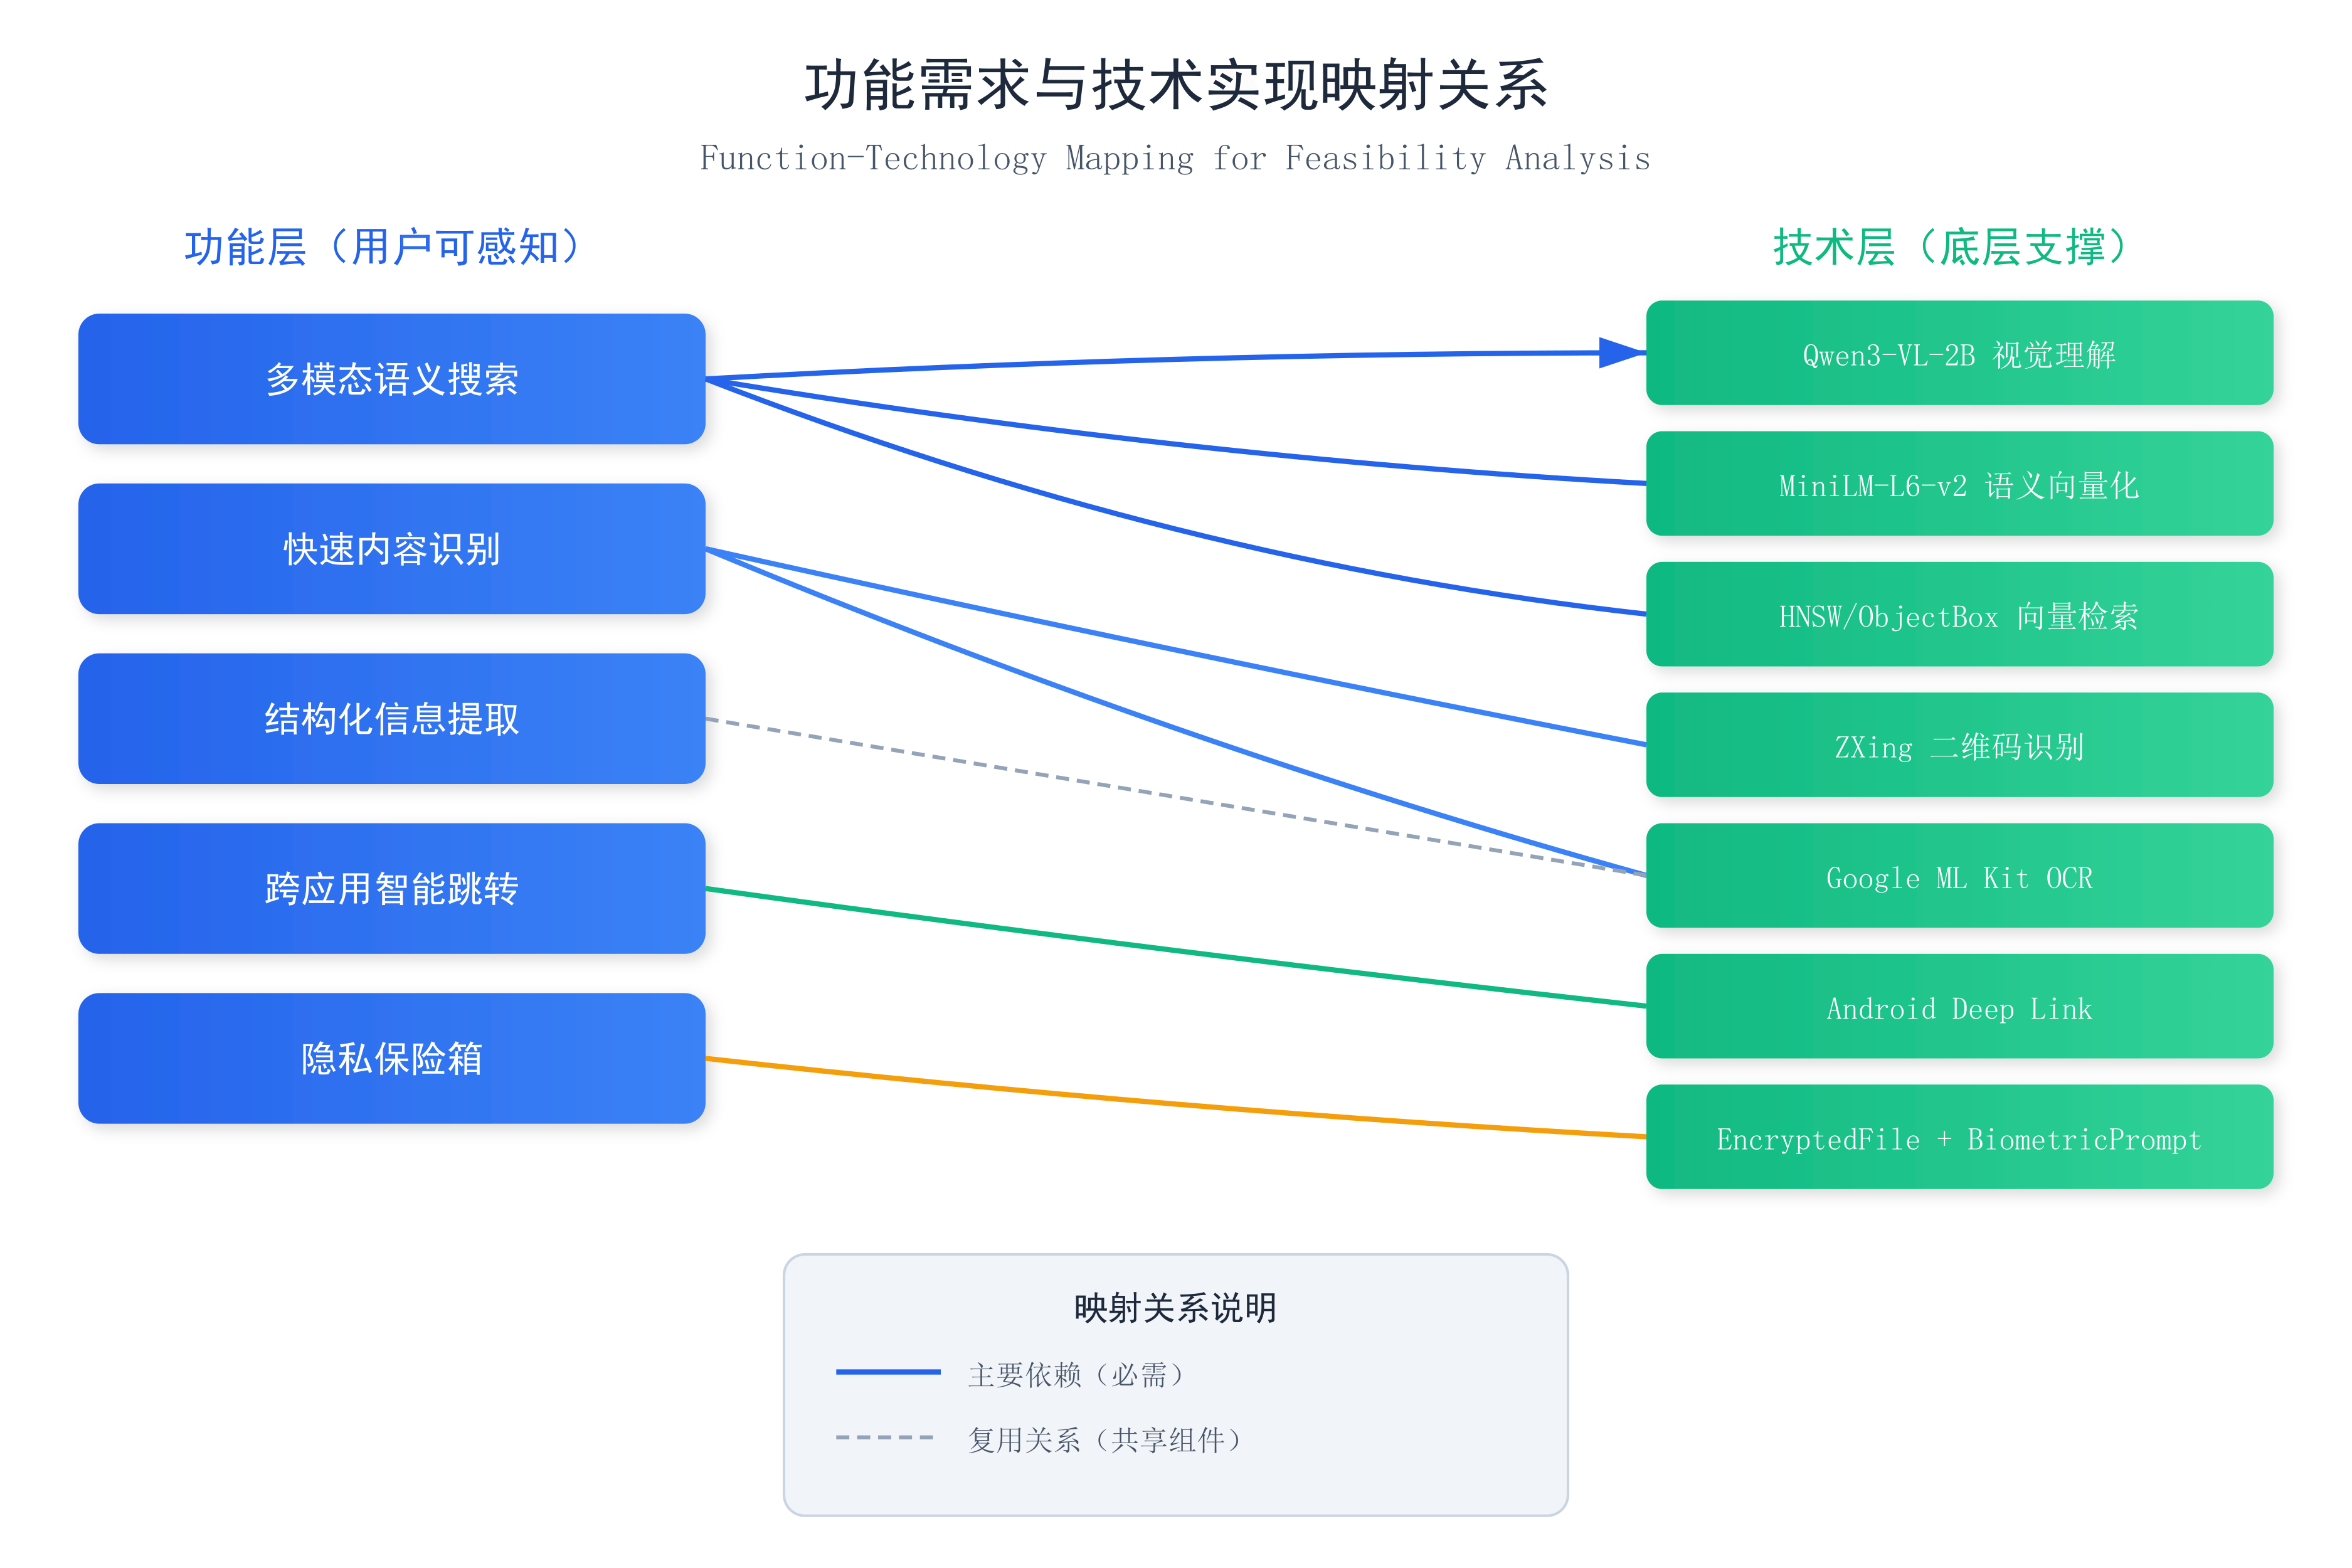 功能需求与技术实现映射关系
Function-Technology Mapping for Feasibility Analysis
功能层（用户可感知）
多模态语义搜索
快速内容识别
结构化信息提取
跨应用智能跳转
隐私保险箱
技术层（底层支撑）
Qwen3-VL-2B 视觉理解
MiniLM-L6-v2 语义向量化
HNSW/ObjectBox 向量检索
ZXing 二维码识别
Google ML Kit OCR
Android Deep Link
EncryptedFile + BiometricPrompt
映射关系说明
主要依赖（必需）
复用关系（共享组件）